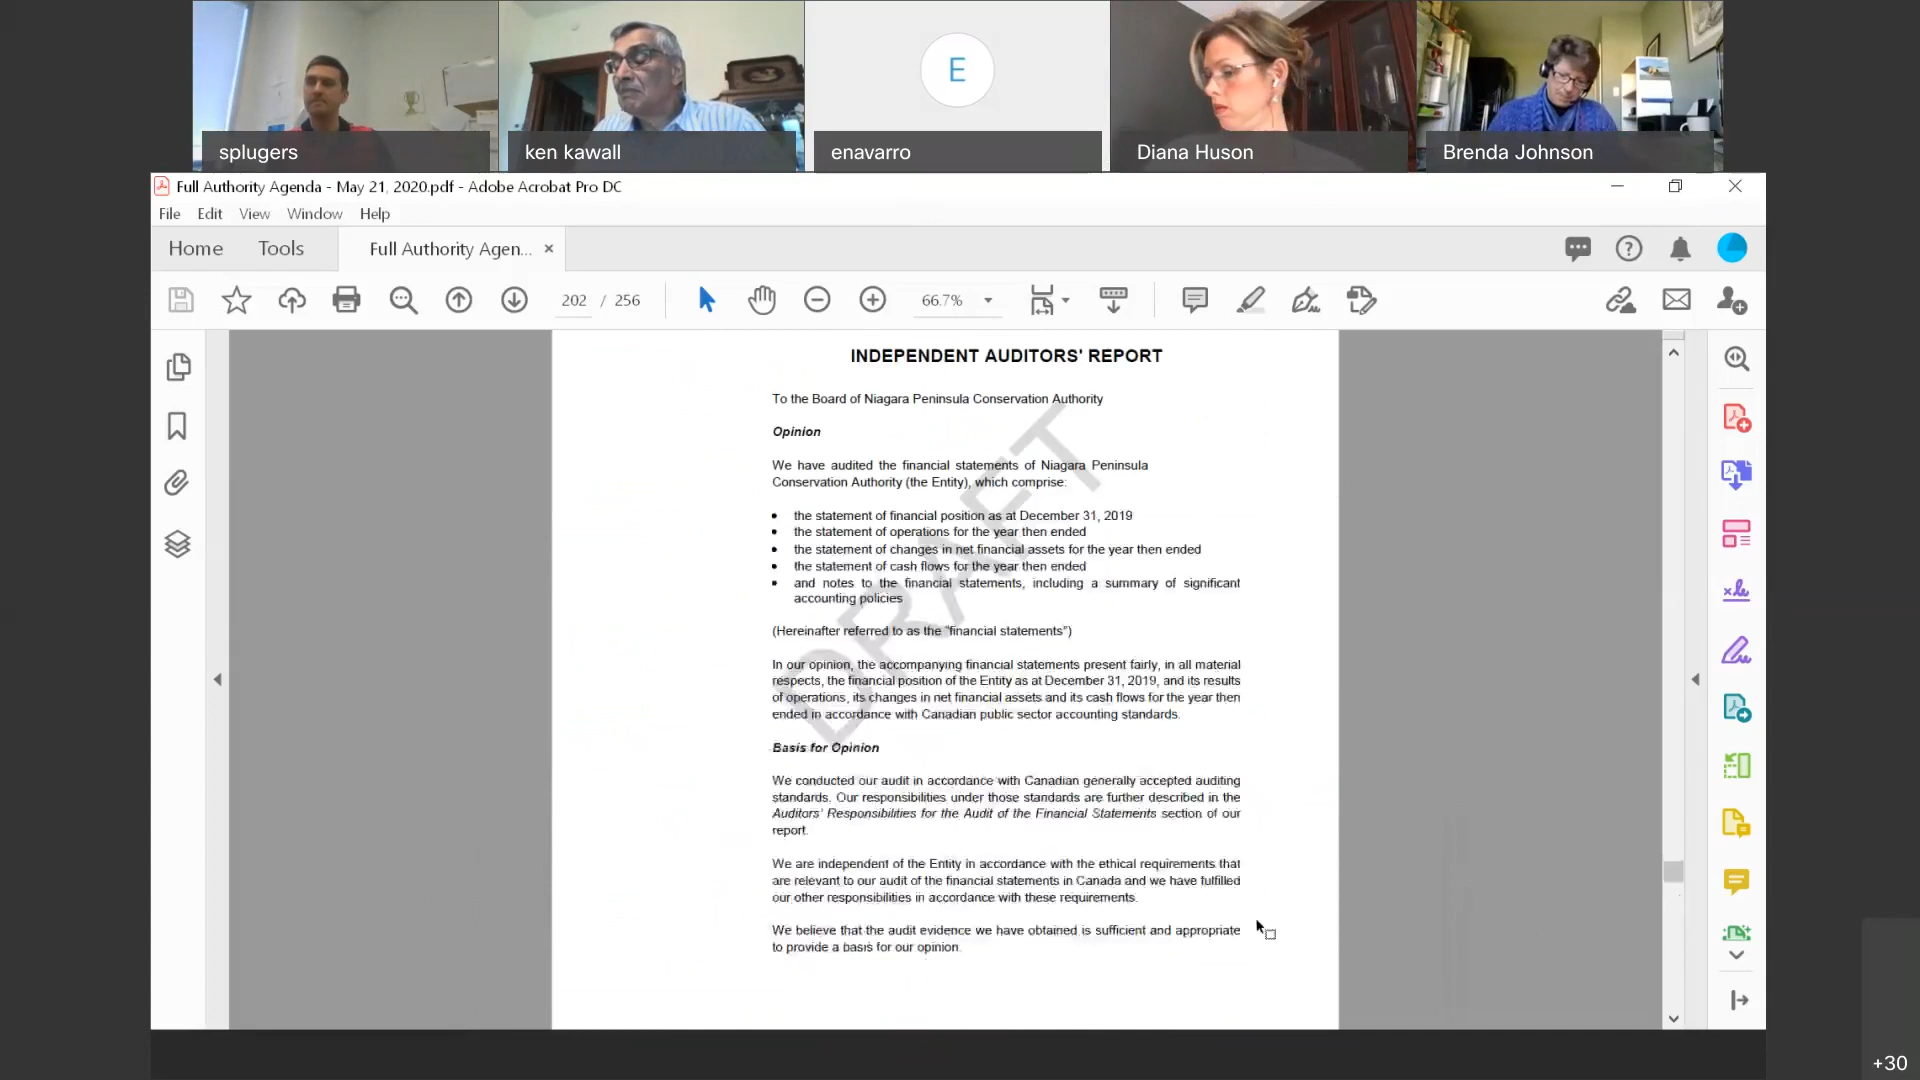 splugers
ken kawall
E
enavarro
Diana Huson
Brenda Johnson
Full Authority Agenda - May 21, 2020.pdf - Adobe Acrobat Pro DC
File Edit View Window Help
Home Tools Full Authority Agen... ×
202 / 256 66.7%
INDEPENDENT AUDITORS' REPORT
To the Board of Niagara Peninsula Conservation Authority
Opinion
We have audited the financial statements of Niagara Peninsula
Conservation Authority (the Entity), which comprise:
• the statement of financial position as at December 31, 2019
• the statement of operations for the year then ended
• the statement of changes in net financial assets for the year then ended
• the statement of cash flows for the year then ended
• and notes to the financial statements, including a summary of significant
accounting policies
(Hereinafter referred to as the "financial statements")
In our opinion, the accompanying financial statements present fairly, in all material
respects, the financial position of the Entity as at December 31, 2019, and its results
of operations, its changes in net financial assets and its cash flows for the year then
ended in accordance with Canadian public sector accounting standards.
Basis for Opinion
We conducted our audit in accordance with Canadian generally accepted auditing
standards. Our responsibilities under those standards are further described in the
Auditors' Responsibilities for the Audit of the Financial Statements section of our
report.
We are independent of the Entity in accordance with the ethical requirements that
are relevant to our audit of the financial statements in Canada and we have fulfilled
our other responsibilities in accordance with these requirements.
We believe that the audit evidence we have obtained is sufficient and appropriate
to provide a basis for our opinion.
DRAFT
+30